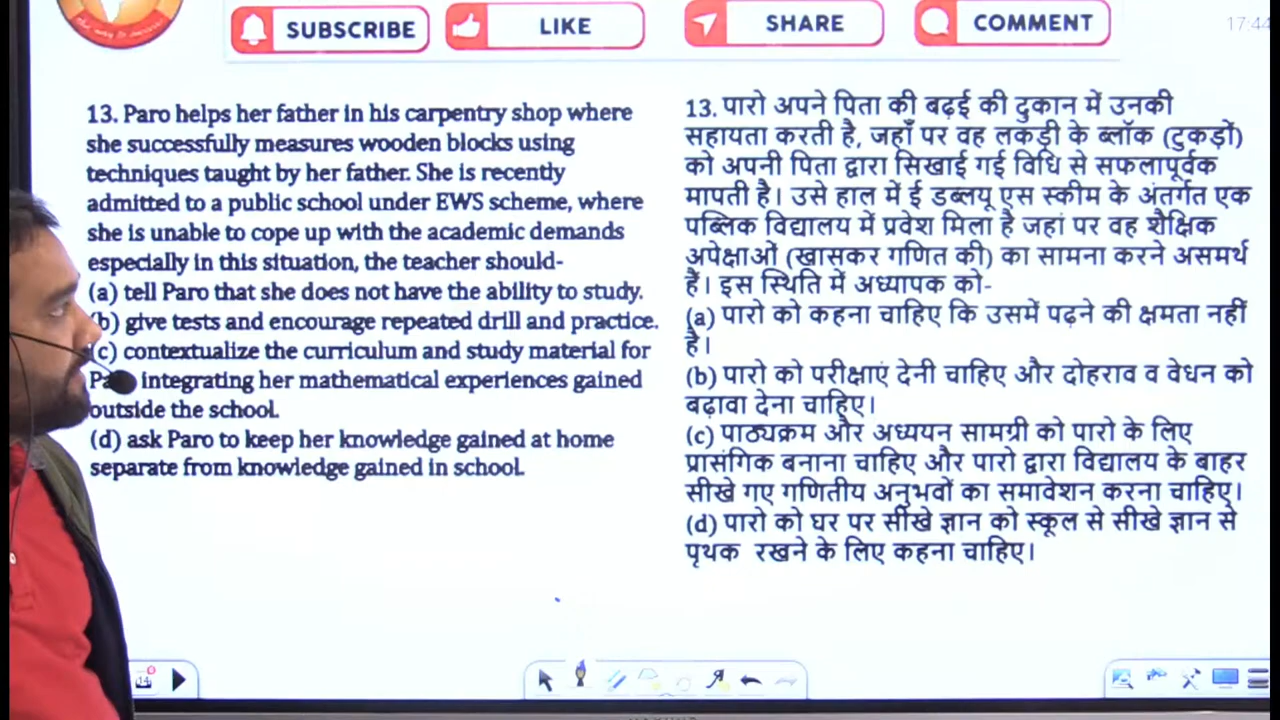 SUBSCRIBE
LIKE
SHARE
COMMENT
17:44
13. Paro helps her father in his carpentry shop where
she successfully measures wooden blocks using
techniques taught by her father. She is recently
admitted to a public school under EWS scheme, where
she is unable to cope up with the academic demands
especially in this situation, the teacher should-
(a) tell Paro that she does not have the ability to study.
(b) give tests and encourage repeated drill and practice.
(c) contextualize the curriculum and study material for
integrating her mathematical experiences gained
outside the school.
(d) ask Paro to keep her knowledge gained at home
separate from knowledge gained in school.
13. पारो अपने पिता की बढ़ई की दुकान में उनकी
सहायता करती है, जहाँ पर वह लकड़ी के ब्लॉक (टुकड़ों)
को अपनी पिता द्वारा सिखाई गई विधि से सफलापूर्वक
मापती है। उसे हाल में ई डब्लयू एस स्कीम के अंतर्गत एक
पब्लिक विद्यालय में प्रवेश मिला है जहां पर वह शैक्षिक
अपेक्षाओं (खासकर गणित की) का सामना करने असमर्थ
हैं। इस स्थिति में अध्यापक को-
(a) पारो को कहना चाहिए कि उसमें पढ़ने की क्षमता नहीं
है।
(b) पारो को परीक्षाएं देनी चाहिए और दोहराव व वेधन को
बढ़ावा देना चाहिए।
(c) पाठ्यक्रम और अध्ययन सामग्री को पारो के लिए
प्रासंगिक बनाना चाहिए और पारो द्वारा विद्यालय के बाहर
सीखे गए गणितीय अनुभवों का समावेशन करना चाहिए।
(d) पारो को घर पर सीखे ज्ञान को स्कूल से सीखे ज्ञान से
पृथक रखने के लिए कहना चाहिए।
14